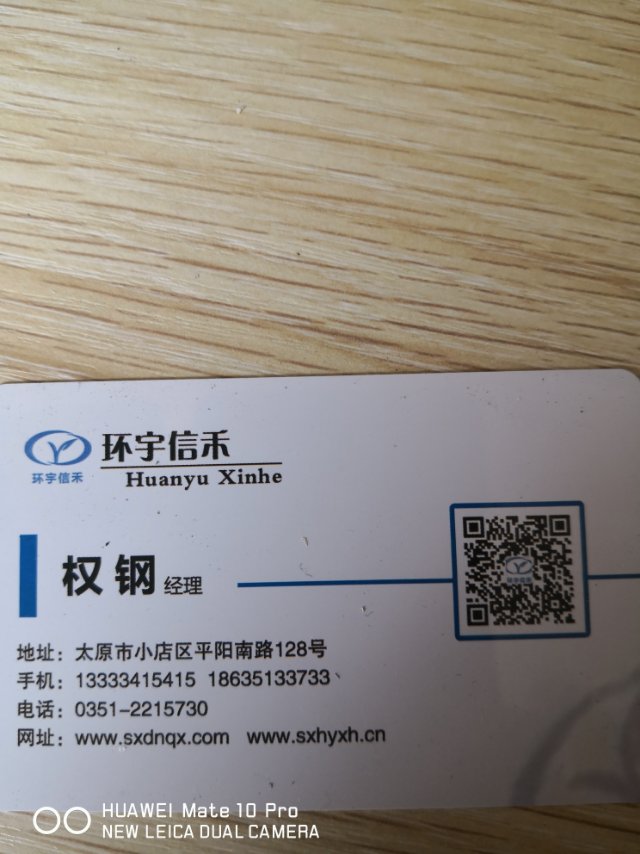 环宇信禾
Huanyu Xinhe
环宇信禾
权钢 经理
环宇信禾
地址：太原市小店区平阳南路128号
手机：13333415415 18635133733
电话：0351-2215730
网址：www.sxdnqx.com www.sxhyxh.cn
HUAWEI Mate 10 Pro
NEW LEICA DUAL CAMERA